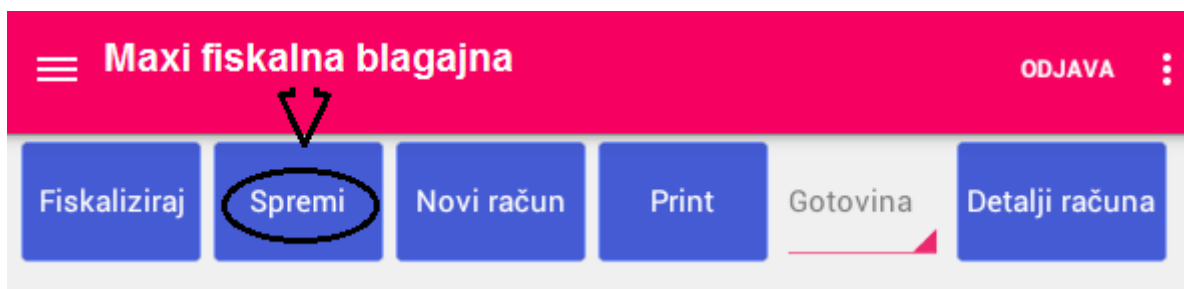 Maxi fiskalna blagajna
ODJAVA
Fiskaliziraj
Spremi
Novi račun
Print
Gotovina
Detalji računa